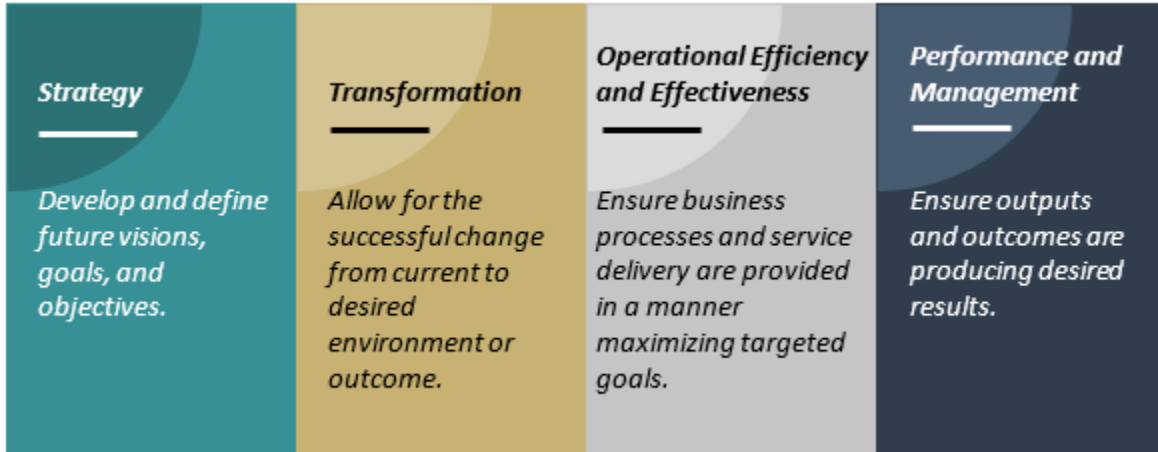 Strategy
Develop and define
future visions,
goals, and
objectives.
Transformation
Allow for the
successful change
from current to
desired
environment or
outcome.
Operational Efficiency
and Effectiveness
Ensure business
processes and service
delivery are provided
in a manner
maximizing targeted
goals.
Performance and
Management
Ensure outputs
and outcomes are
producing desired
results.